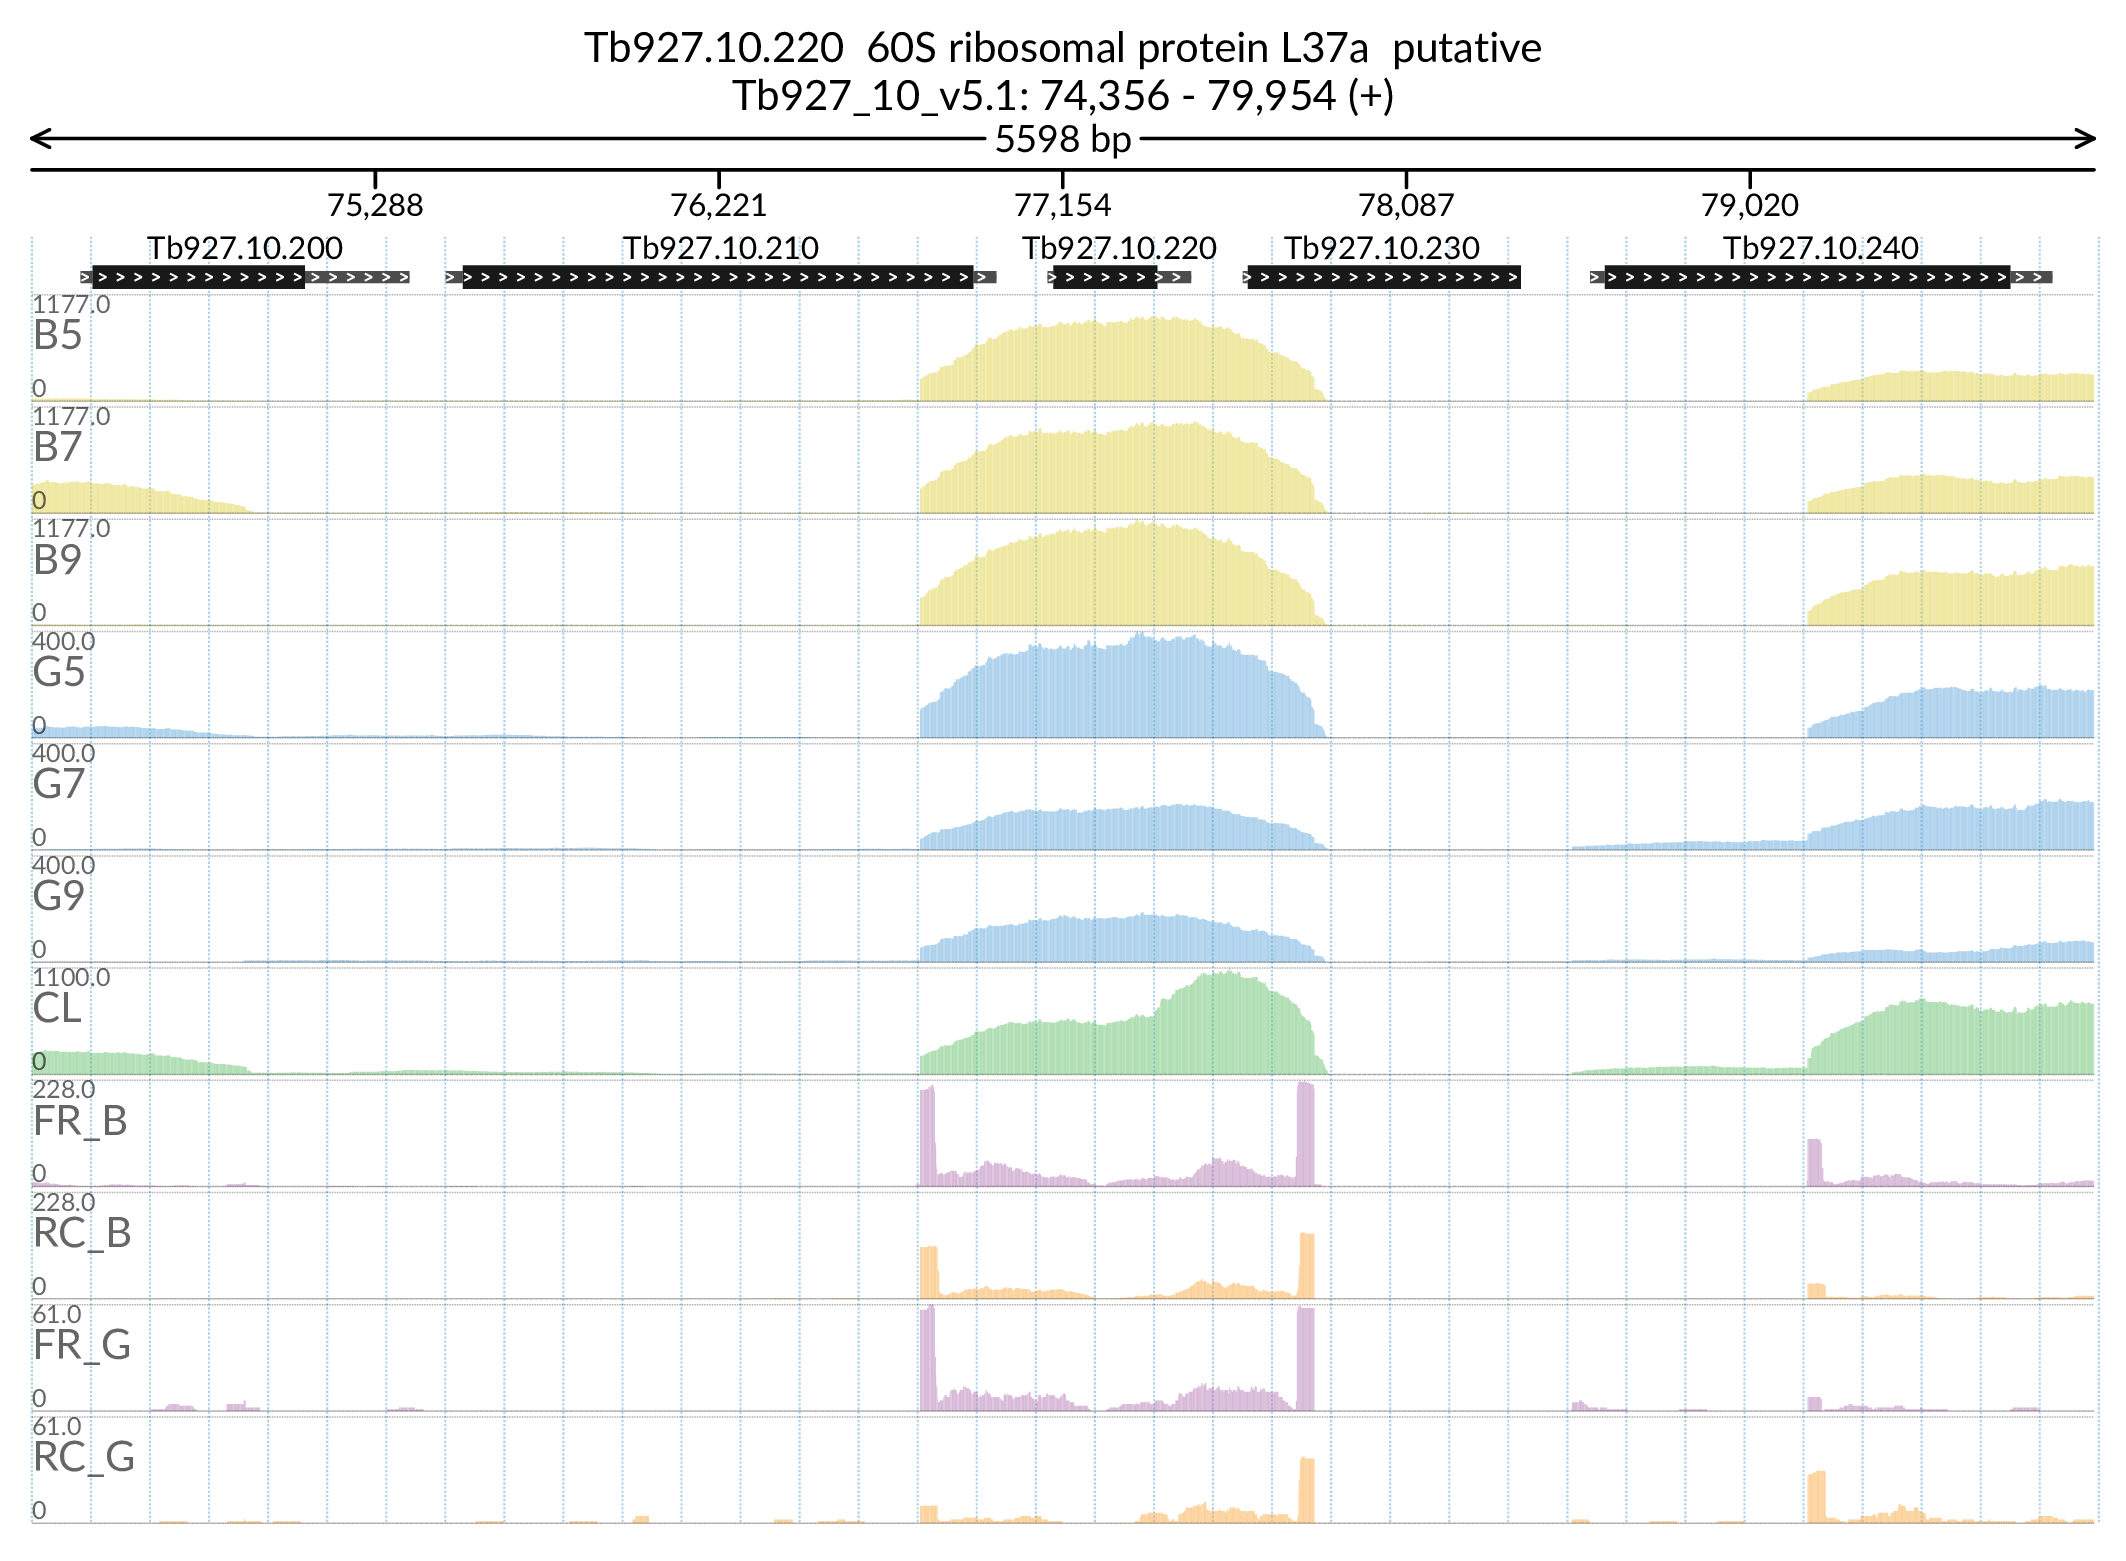 Tb927.10.220  60S ribosomal protein L37a  putative
Tb927_10_v5.1: 74,356 - 79,954 (+)
5598 bp
75,288 76,221 77,154 78,087 79,020
Tb927.10.200 Tb927.10.210 Tb927.10.220 Tb927.10.230 Tb927.10.240
1177.0
B5
0
1177.0
B7
0
1177.0
B9
0
400.0
G5
0
400.0
G7
0
400.0
G9
0
1100.0
CL
0
228.0
FR_B
0
228.0
RC_B
0
61.0
FR_G
0
61.0
RC_G
0